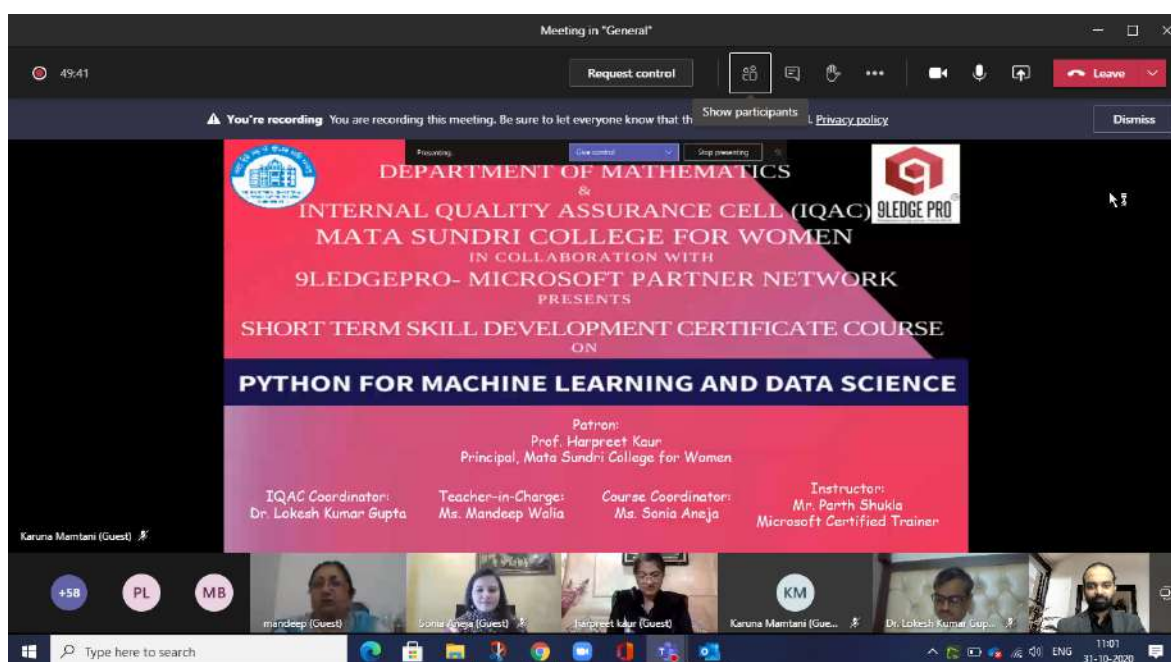 Meeting in "General"
49:41
Request control
Leave
Show participants
You're recording You are recording this meeting. Be sure to let everyone know that th
Privacy policy
Dismiss
Presenting.
Give control
Stop presenting
DEPARTMENT OF MATHEMATICS
&
INTERNAL QUALITY ASSURANCE CELL (IQAC)
9LEDGE PRO
MATA SUNDRI COLLEGE FOR WOMEN
IN COLLABORATION WITH
9LEDGEPRO- MICROSOFT PARTNER NETWORK
PRESENTS
SHORT TERM SKILL DEVELOPMENT CERTIFICATE COURSE
ON
PYTHON FOR MACHINE LEARNING AND DATA SCIENCE
Patron:
Prof. Harpreet Kaur
Principal, Mata Sundri College for Women
IQAC Coordinator:
Dr. Lokesh Kumar Gupta
Teacher-in-Charge:
Ms. Mandeep Walia
Course Coordinator:
Ms. Sonia Aneja
Instructor:
Mr. Parth Shukla
Microsoft Certified Trainer
Karuna Mamtani (Guest)
+58
PL
MB
KM
mandeep (Guest)
Sonia Aneja (Guest)
harpreet kaur (Guest)
Karuna Mamtani (Gue...
Dr. Lokesh Kumar Gup...
Type here to search
ENG
11:01
31-10-2020